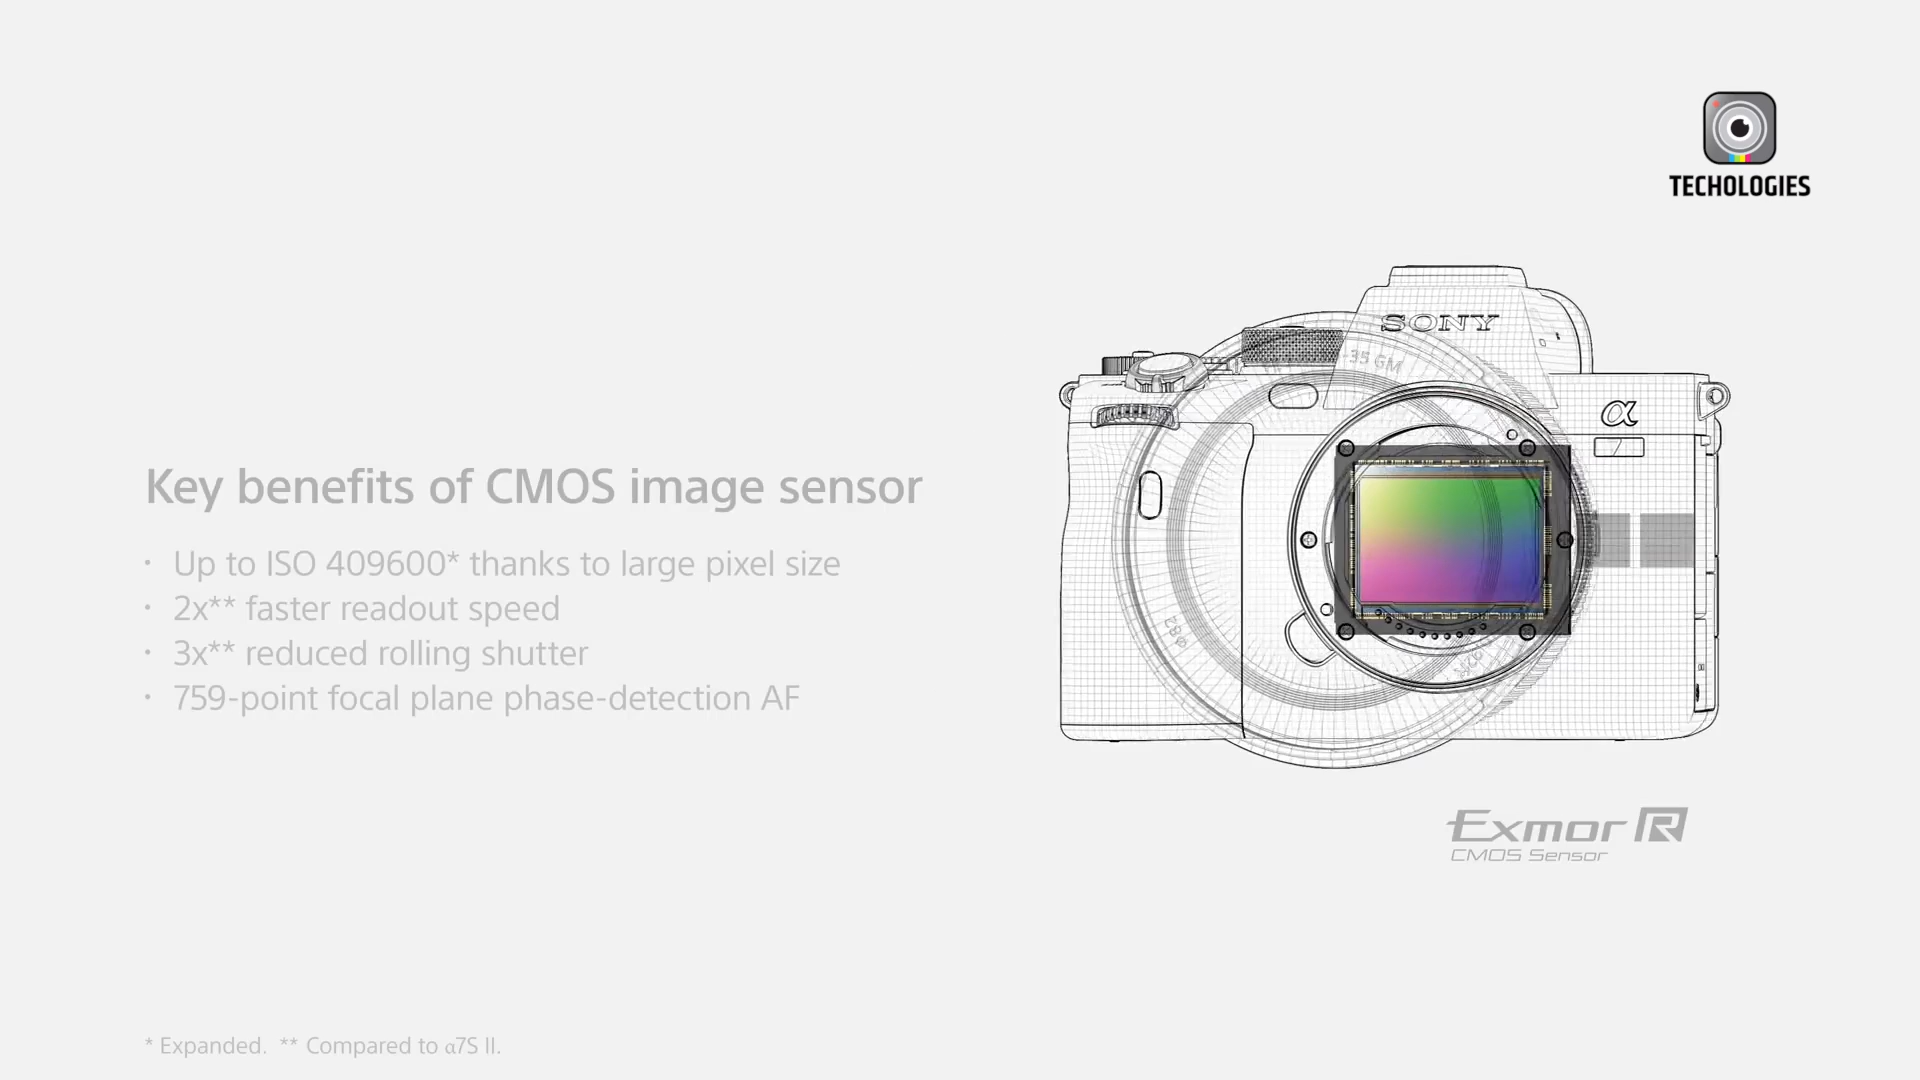 TECHOLOGIES
SONY
-35 GM
α
7
Key benefits of CMOS image sensor
· Up to ISO 409600* thanks to large pixel size
· 2x** faster readout speed
· 3x** reduced rolling shutter
· 759-point focal plane phase-detection AF
ø82
Exmor R
CMOS Sensor
* Expanded. ** Compared to α7S II.